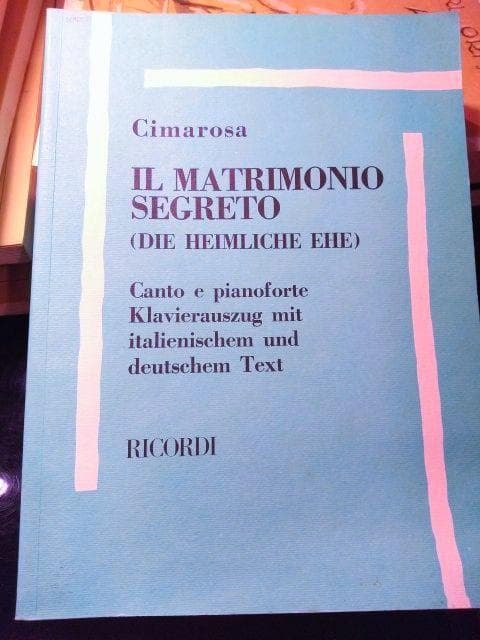 Cimarosa
IL MATRIMONIO
SEGRETO
(DIE HEIMLICHE EHE)
Canto e pianoforte
Klavierauszug mit
italienischem und
deutschem Text
RICORDI